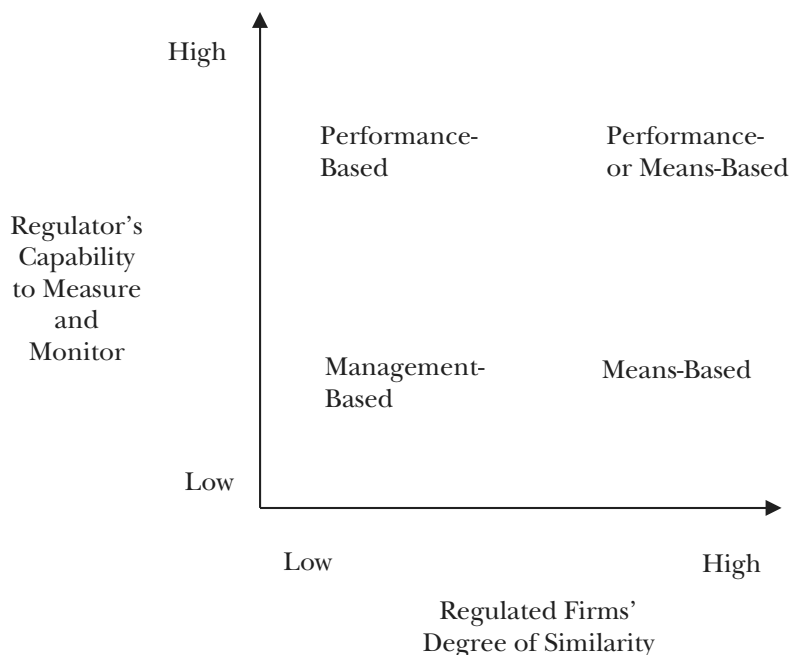 High
Performance-
Based
Performance-
or Means-Based
Regulator’s
Capability
to Measure
and
Monitor
Management-
Based
Means-Based
Low
Low
High
Regulated Firms’
Degree of Similarity